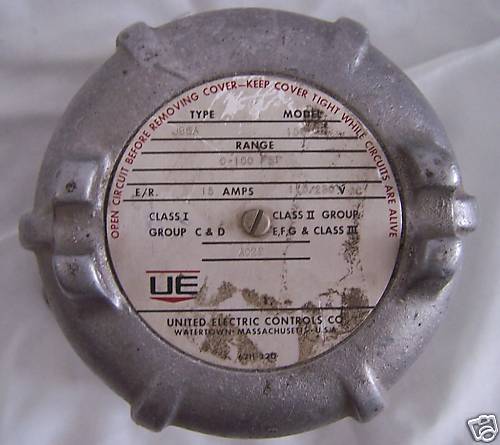 OPEN CIRCUIT BEFORE REMOVING COVER—KEEP COVER TIGHT WHILE CIRCUITS ARE ALIVE
TYPE MODEL
RANGE
0-100 PSI
E/R. 15 AMPS V AC
CLASS I CLASS II GROUP
GROUP C & D E,F,G & CLASS III
UE
UNITED ELECTRIC CONTROLS CO.
WATERTOWN·MASSACHUSETTS·U.S.A.